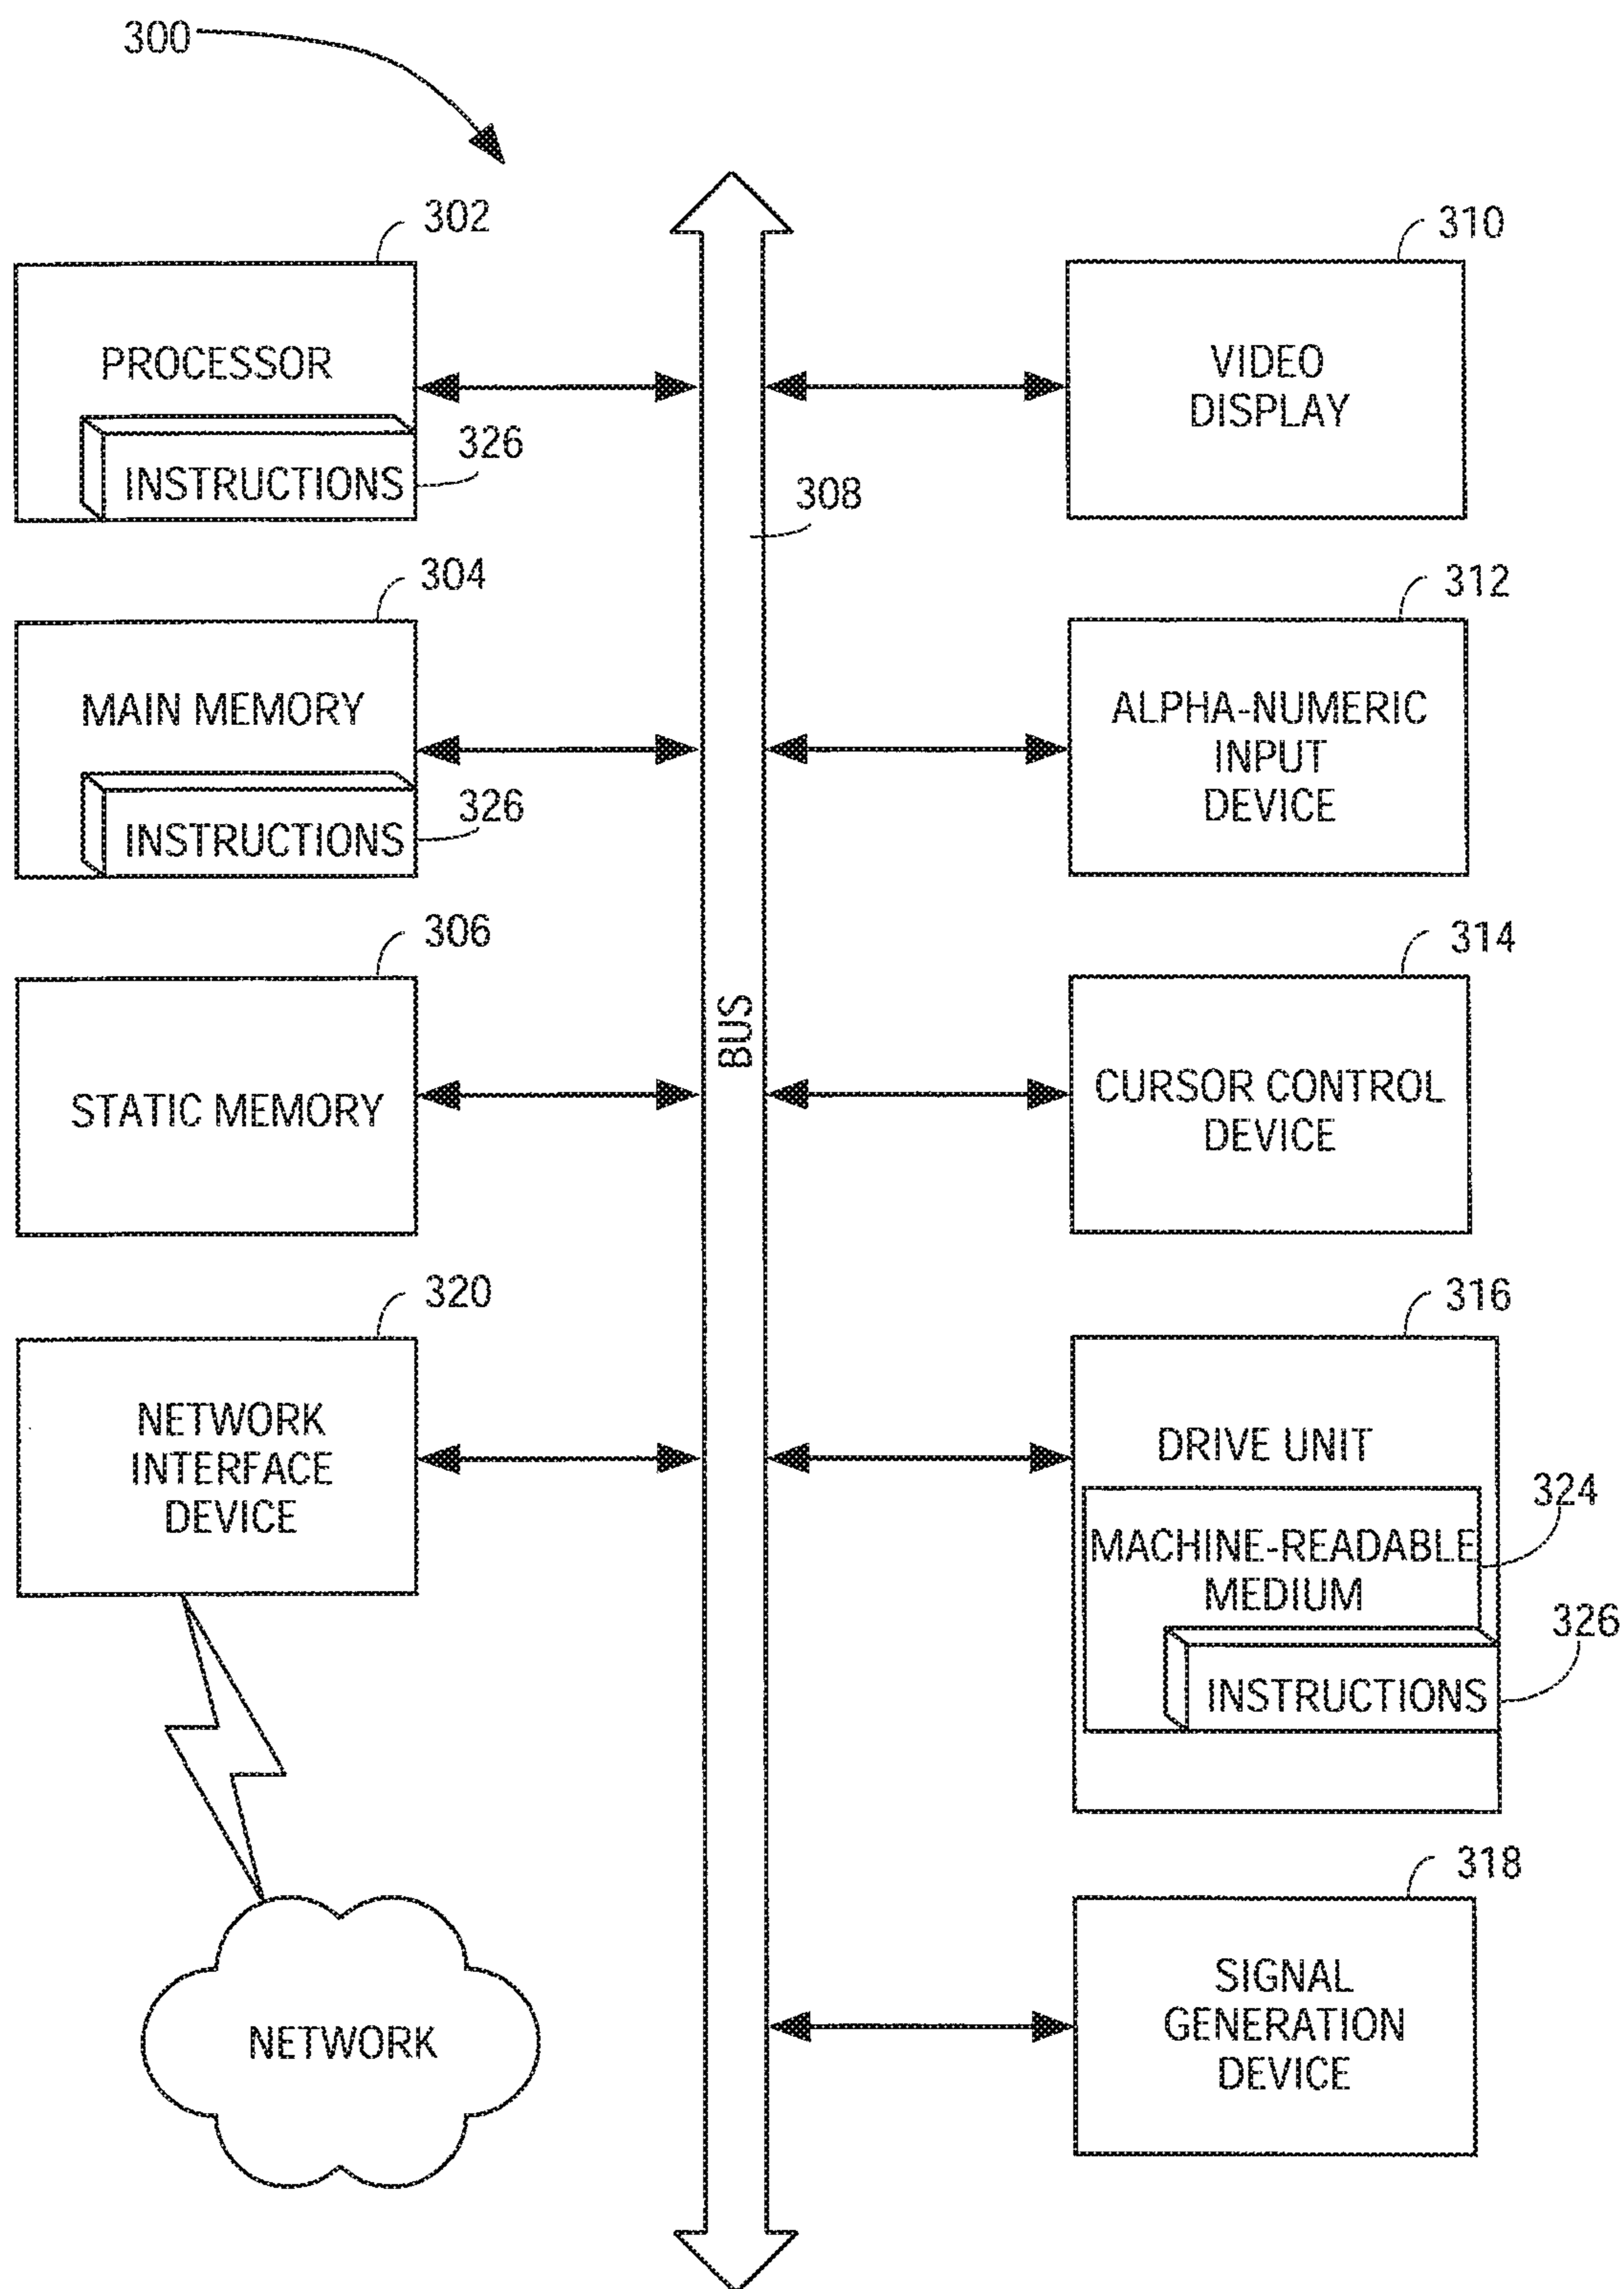 300
302
PROCESSOR
INSTRUCTIONS
326
304
MAIN MEMORY
INSTRUCTIONS
326
306
STATIC MEMORY
320
NETWORK
INTERFACE
DEVICE
NETWORK
308
BUS
310
VIDEO
DISPLAY
312
ALPHA-NUMERIC
INPUT
DEVICE
314
CURSOR CONTROL
DEVICE
316
DRIVE UNIT
324
MACHINE-READABLE
MEDIUM
326
INSTRUCTIONS
318
SIGNAL
GENERATION
DEVICE